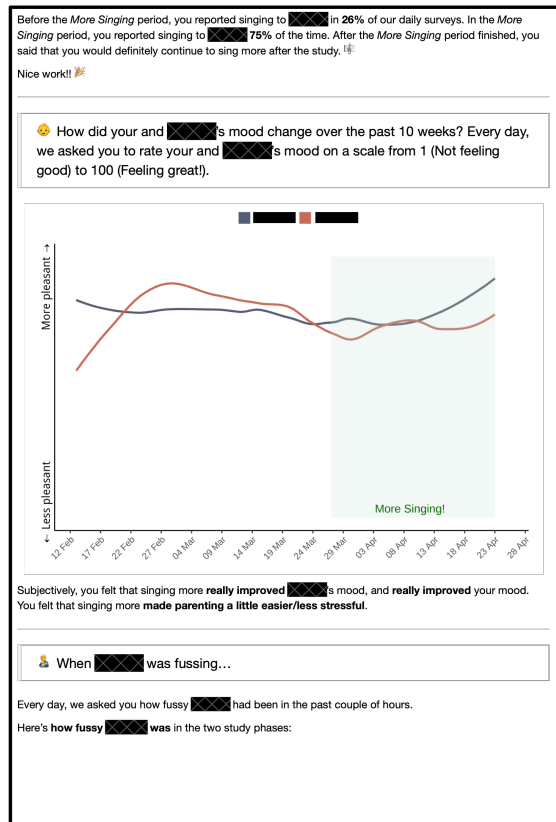 Before the More Singing period, you reported singing to in 26% of our daily surveys. In the More
Singing period, you reported singing to 75% of the time. After the More Singing period finished, you
said that you would definitely continue to sing more after the study.
Nice work!!
How did your and 's mood change over the past 10 weeks? Every day,
we asked you to rate your and 's mood on a scale from 1 (Not feeling
good) to 100 (Feeling great!).
More pleasant →
← Less pleasant
More Singing!
12 Feb
17 Feb
22 Feb
27 Feb
04 Mar
09 Mar
14 Mar
19 Mar
24 Mar
29 Mar
03 Apr
08 Apr
13 Apr
18 Apr
23 Apr
28 Apr
Subjectively, you felt that singing more really improved 's mood, and really improved your mood.
You felt that singing more made parenting a little easier/less stressful.
When was fussing...
Every day, we asked you how fussy had been in the past couple of hours.
Here's how fussy was in the two study phases: